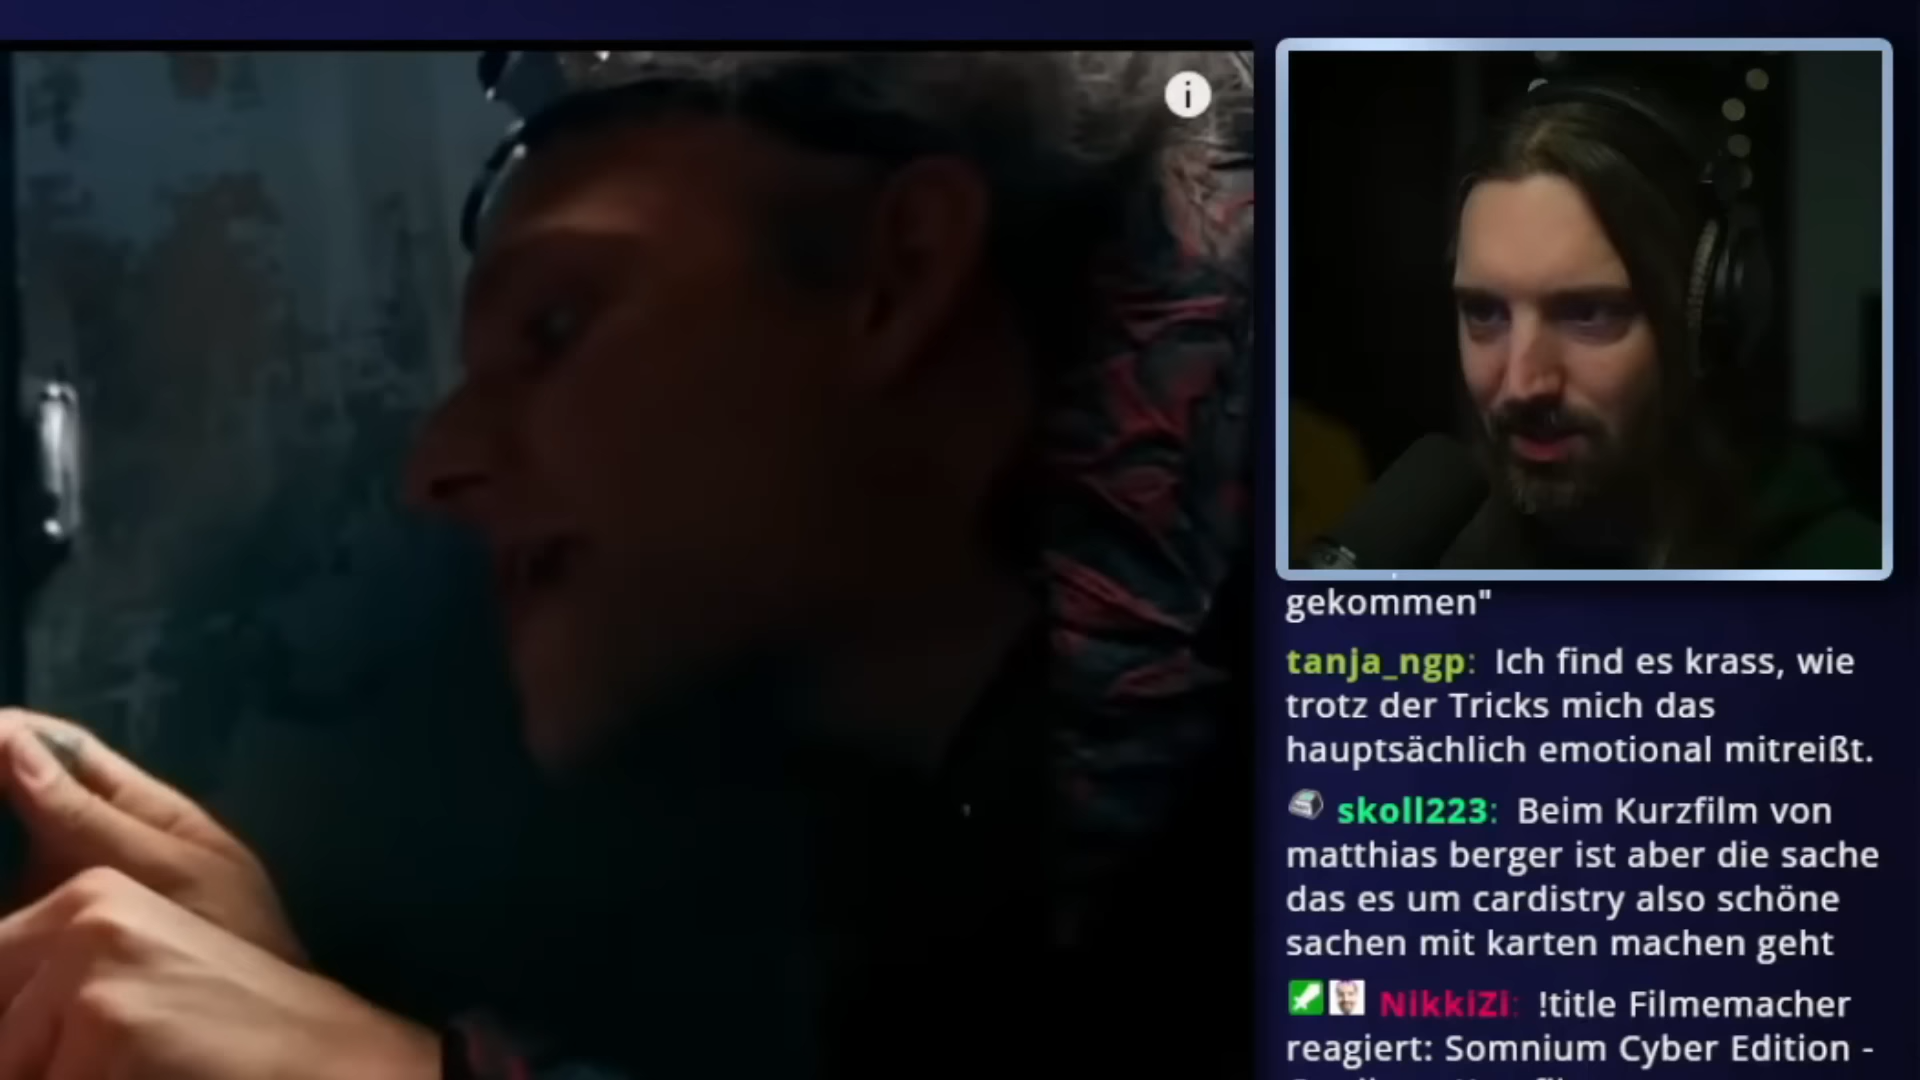 i
gekommen"
tanja_ngp: Ich find es krass, wie
trotz der Tricks mich das
hauptsächlich emotional mitreißt.
skoll223: Beim Kurzfilm von
matthias berger ist aber die sache
das es um cardistry also schöne
sachen mit karten machen geht
NikkiZi: !title Filmemacher
reagiert: Somnium Cyber Edition -